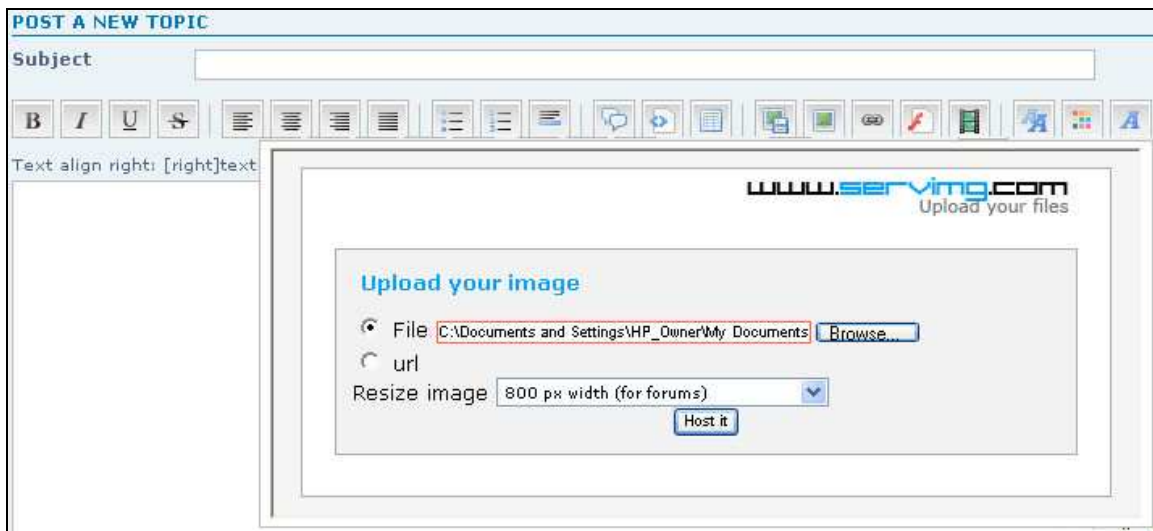 POST A NEW TOPIC
Subject
B I U S
Text align right: [right]text
www.servimg.com
Upload your files
Upload your image
File C:\Documents and Settings\HP_Owner\My Documents Browse...
url
Resize image 800 px width (for forums)
Host it